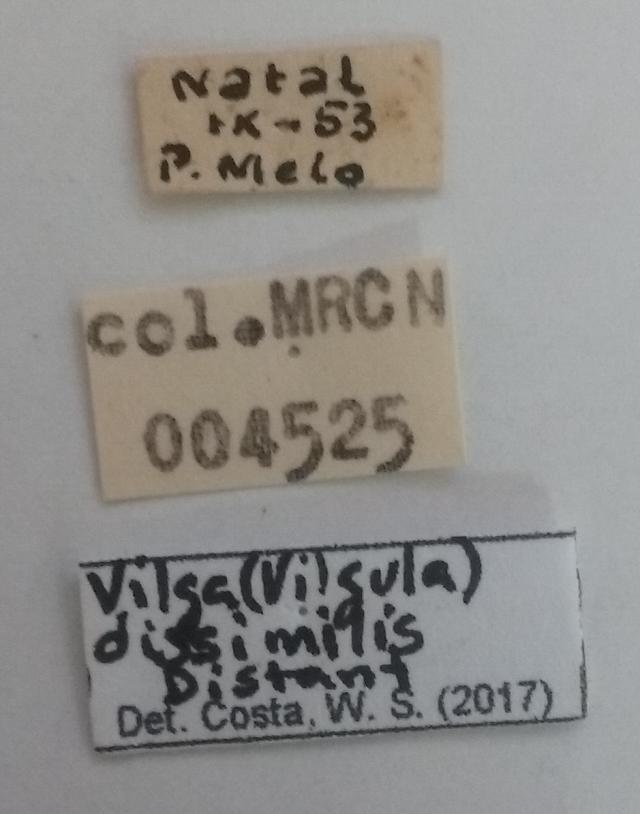 Natal
IX-53
P. Melo
col.MRCN
004525
Vilga(Vilgula)
dissimilis
Distant
Det. Costa, W. S. (2017)